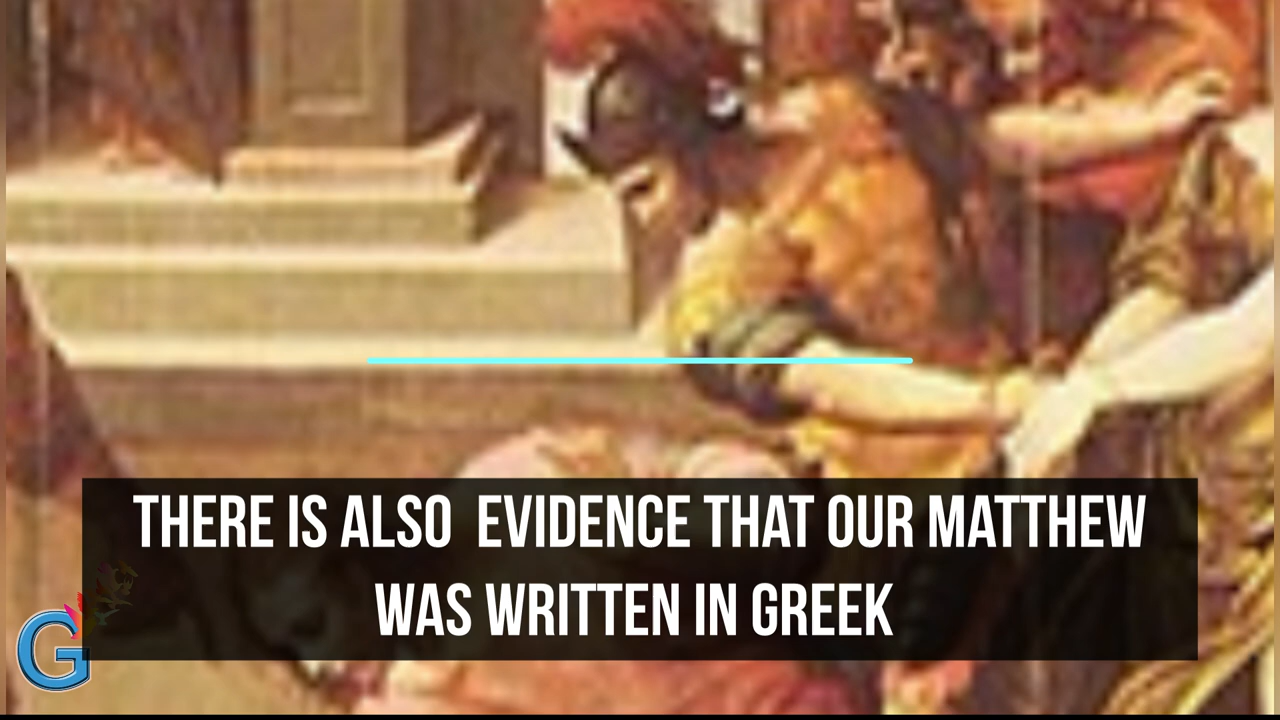 THERE IS ALSO  EVIDENCE THAT OUR MATTHEW
WAS WRITTEN IN GREEK
G